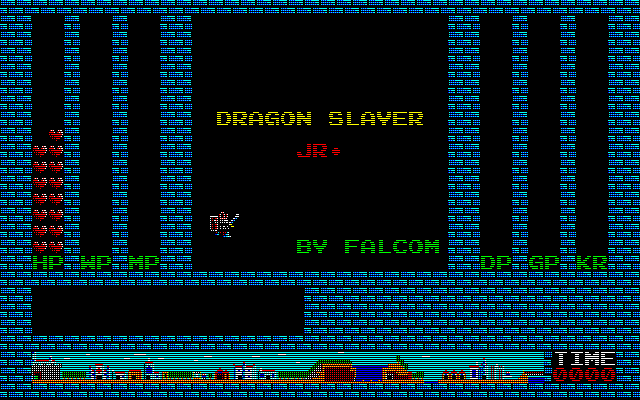 DRAGON SLAYER
JR.
BY FALCOM
HP WP MP
DP GP KR
TIME
0000